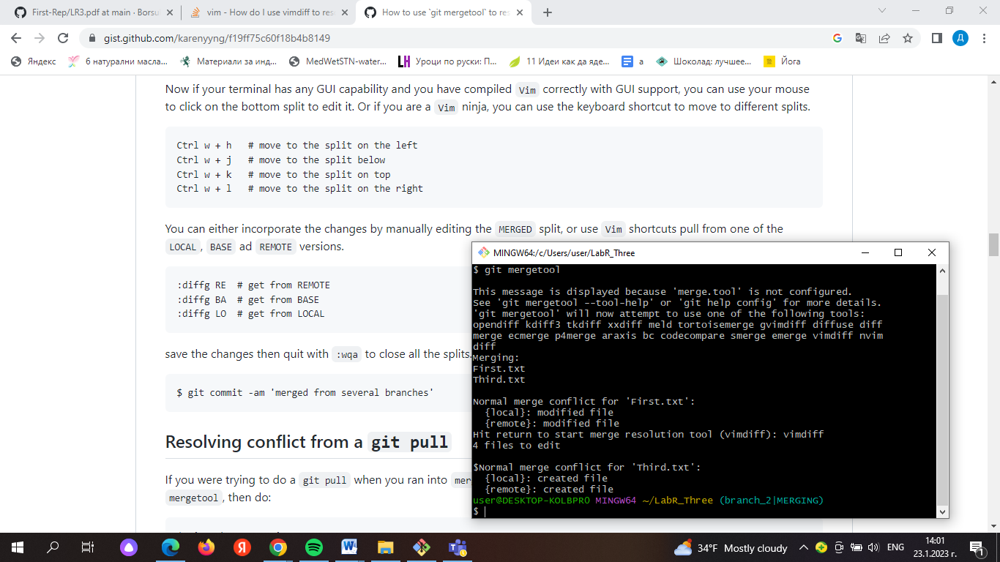 First-Rep/LR3.pdf at main · Borsu
vim - How do I use vimdiff to res
How to use `git mergetool` to res
gist.github.com/karenyyng/f19ff75c60f18b4b8149
Д
Яндекс
6 натурални масла...
Материали за инд...
MedWetSTN-water...
LH
Уроци по руски: П...
11 Идеи как да яде...
a
Шоколад: лучшее...
Йога
Now if your terminal has any GUI capability and you have compiled Vim correctly with GUI support, you can use your mouse
to click on the bottom split to edit it. Or if you are a Vim ninja, you can use the keyboard shortcut to move to different splits.
Ctrl w + h   # move to the split on the left
Ctrl w + j   # move to the split below
Ctrl w + k   # move to the split on top
Ctrl w + l   # move to the split on the right
You can either incorporate the changes by manually editing the MERGED split, or use Vim shortcuts pull from one of the
LOCAL , BASE ad REMOTE versions.
:diffg RE  # get from REMOTE
:diffg BA  # get from BASE
:diffg LO  # get from LOCAL
save the changes then quit with :wqa to close all the splits.
$ git commit -am 'merged from several branches'
Resolving conflict from a git pull
If you were trying to do a git pull when you ran into mer
mergetool , then do:
MINGW64:/c/Users/user/LabR_Three
$ git mergetool
This message is displayed because 'merge.tool' is not configured.
See 'git mergetool --tool-help' or 'git help config' for more details.
'git mergetool' will now attempt to use one of the following tools:
opendiff kdiff3 tkdiff xxdiff meld tortoisemerge gvimdiff diffuse diff
merge ecmerge p4merge araxis bc codecompare smerge emerge vimdiff nvim
diff
Merging:
First.txt
Third.txt
Normal merge conflict for 'First.txt':
  {local}: modified file
  {remote}: modified file
Hit return to start merge resolution tool (vimdiff): vimdiff
4 files to edit
$Normal merge conflict for 'Third.txt':
  {local}: created file
  {remote}: created file
user@DESKTOP-KOLBPR0 MINGW64 ~/LabR_Three (branch_2|MERGING)
$
34°F Mostly cloudy
ENG
14:01
23.1.2023 г.
1